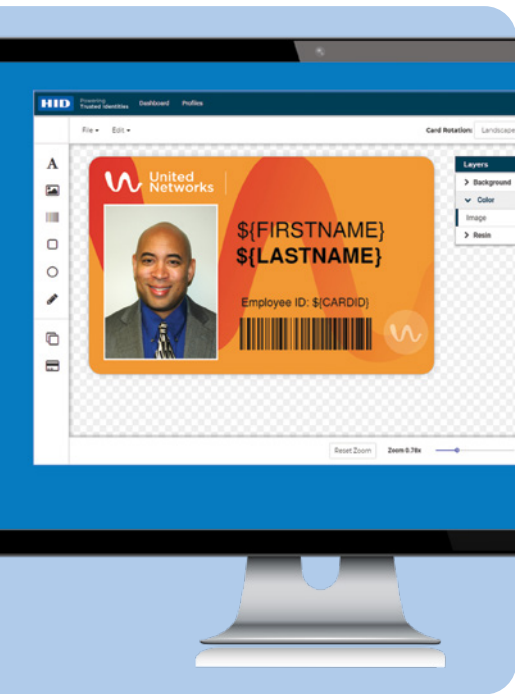 HID
Powering
Trusted Identities
Dashboard Profiles
File Edit
Card Rotation: Landscape
A
United
Networks
${FIRSTNAME}
${LASTNAME}
Employee ID: ${CARDID}
Layers
Background
Color
Image
Resin
Reset Zoom Zoom 0.78x